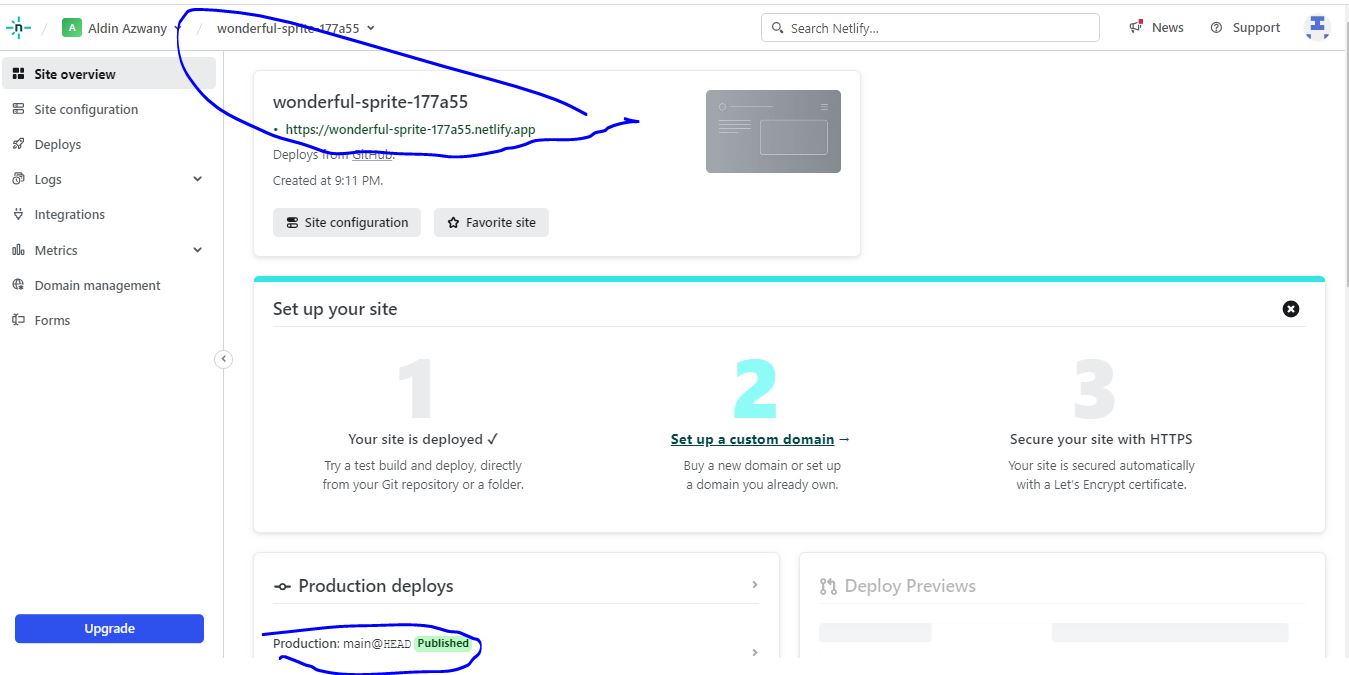 A Aldin Azwany / wonderful-sprite-177a55
Search Netlify...
News
Support
Site overview
Site configuration
Deploys
Logs
Integrations
Metrics
Domain management
Forms
Upgrade
wonderful-sprite-177a55
https://wonderful-sprite-177a55.netlify.app
Deploys from GitHub.
Created at 9:11 PM.
Site configuration
Favorite site
Set up your site
1
Your site is deployed ✓
Try a test build and deploy, directly
from your Git repository or a folder.
2
Set up a custom domain →
Buy a new domain or set up
a domain you already own.
3
Secure your site with HTTPS
Your site is secured automatically
with a Let's Encrypt certificate.
Production deploys
Production: main@HEAD Published
Deploy Previews